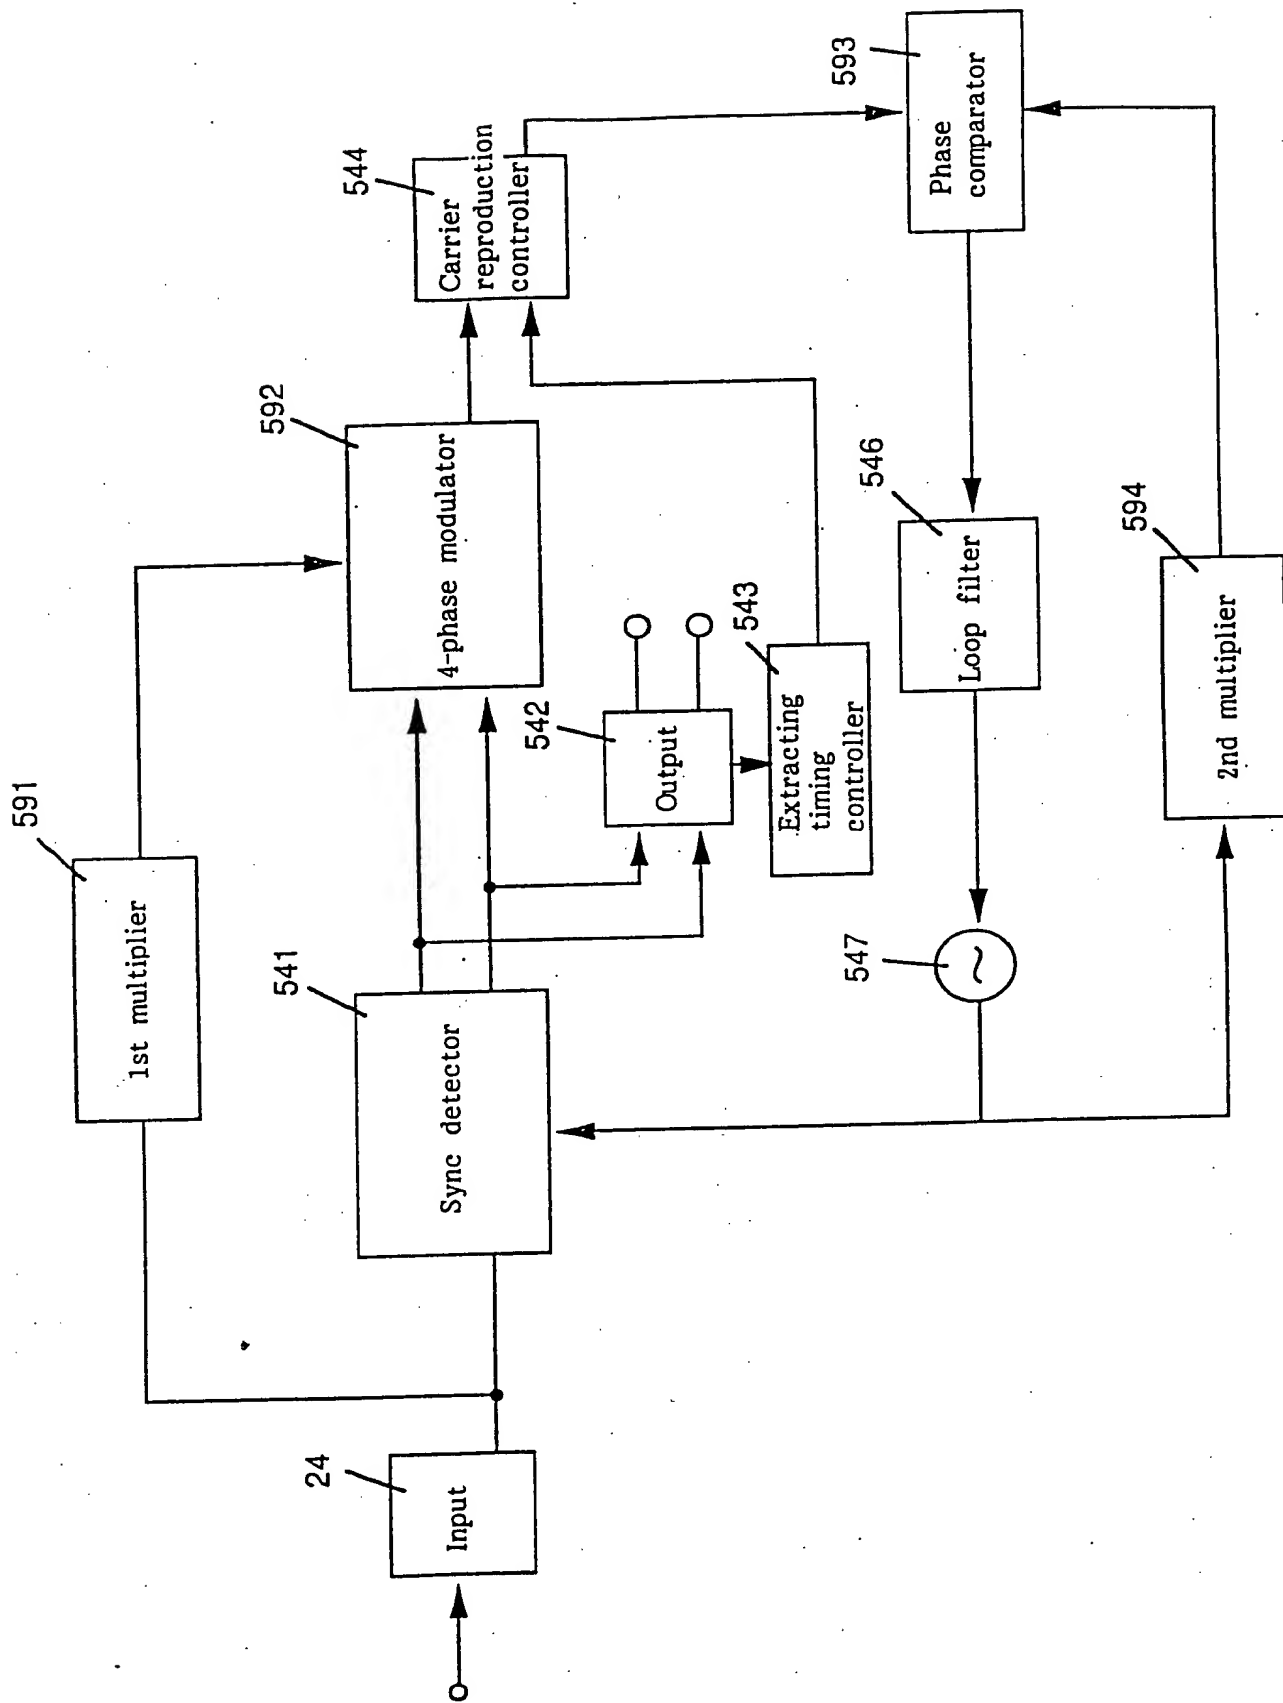 591
1st multiplier
24
Input
541
Sync detector
592
4-phase modulator
544
Carrier
reproduction
controller
542
Output
543
Extracting
timing
controller
593
Phase
comparator
546
Loop filter
547
~
594
2nd multiplier